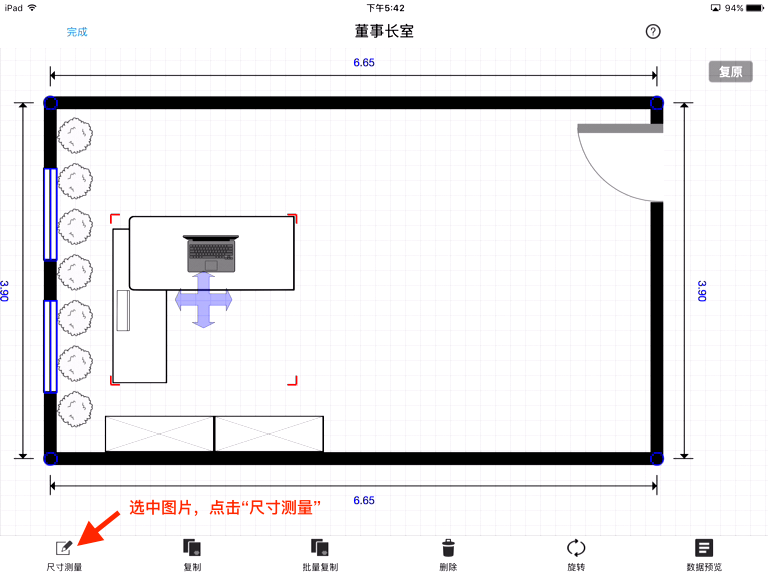 iPad 下午5:42 94%
完成 董事长室 ?
6.65
复原
3.90
3.90
6.65
选中图片，点击“尺寸测量”
尺寸测量 复制 批量复制 删除 旋转 数据预览